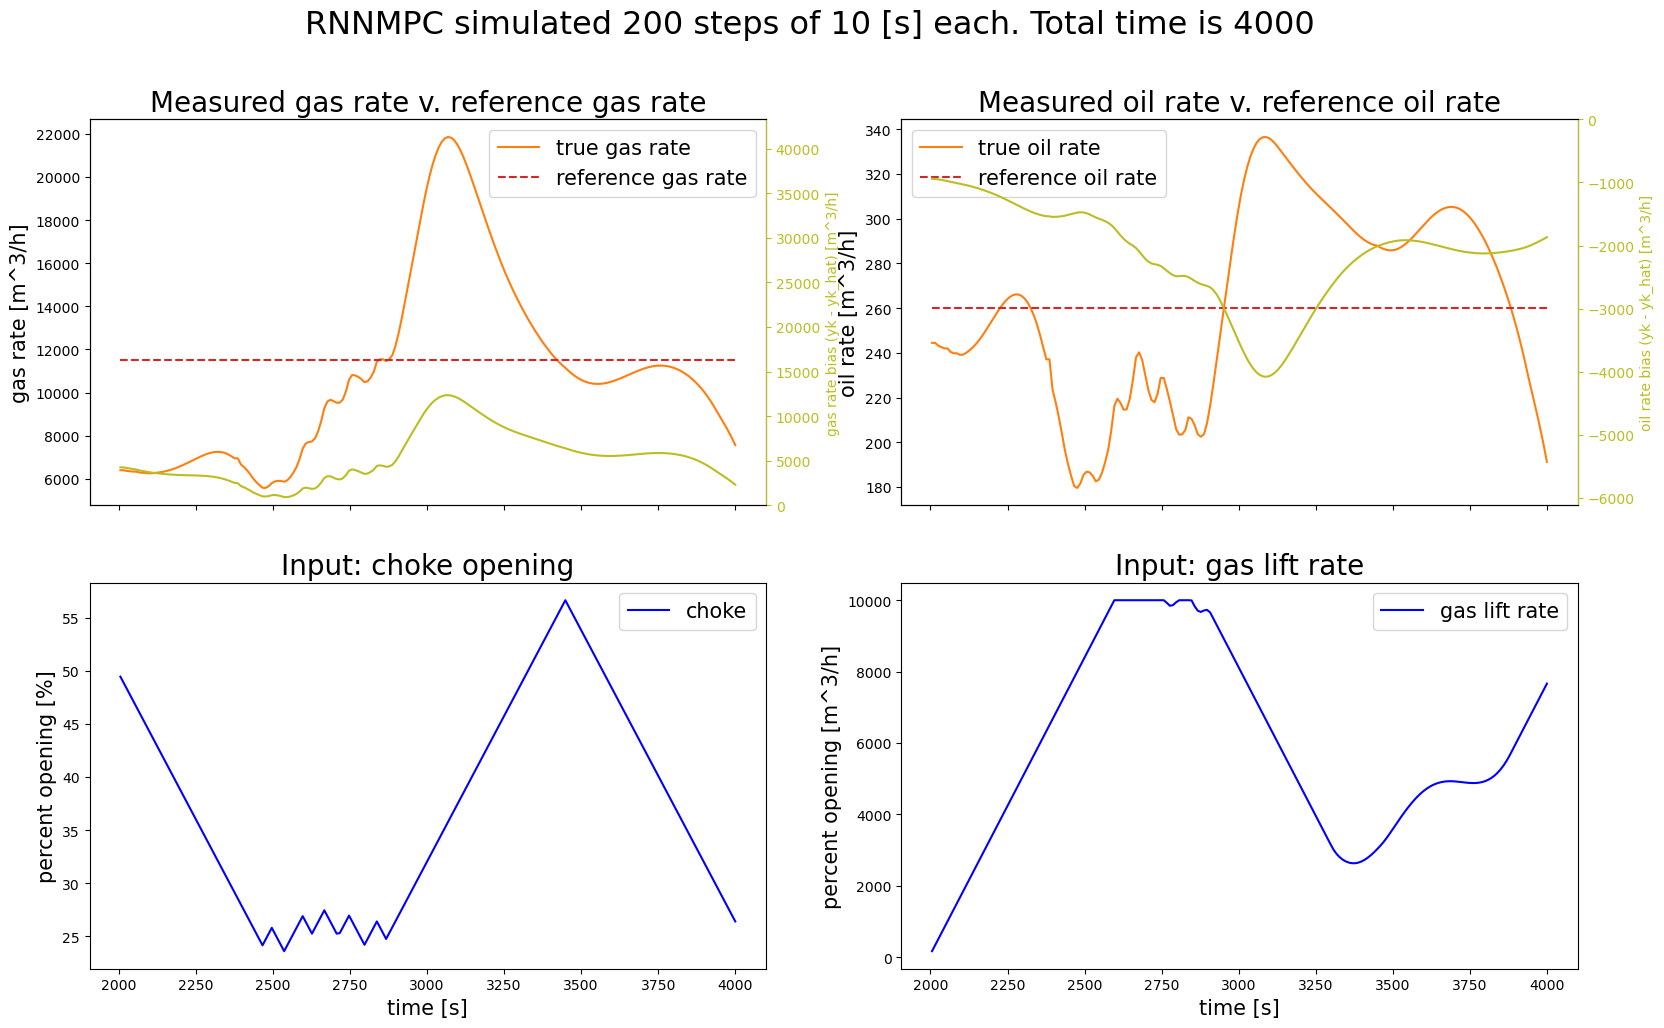 RNNMPC simulated 200 steps of 10 [s] each. Total time is 4000
Measured gas rate v. reference gas rate
gas rate [m^3/h]
22000
20000
18000
16000
14000
12000
10000
8000
6000
true gas rate
reference gas rate
40000
35000
30000
25000
20000
15000
10000
5000
0
gas rate bias (yk - yk_hat) [m^3/h]
Measured oil rate v. reference oil rate
oil rate [m^3/h]
340
320
300
280
260
240
220
200
180
true oil rate
reference oil rate
0
−1000
−2000
−3000
−4000
−5000
−6000
oil rate bias (yk - yk_hat) [m^3/h]
Input: choke opening
percent opening [%]
55
50
45
40
35
30
25
choke
2000 2250 2500 2750 3000 3250 3500 3750 4000
time [s]
Input: gas lift rate
percent opening [m^3/h]
10000
8000
6000
4000
2000
0
gas lift rate
2000 2250 2500 2750 3000 3250 3500 3750 4000
time [s]